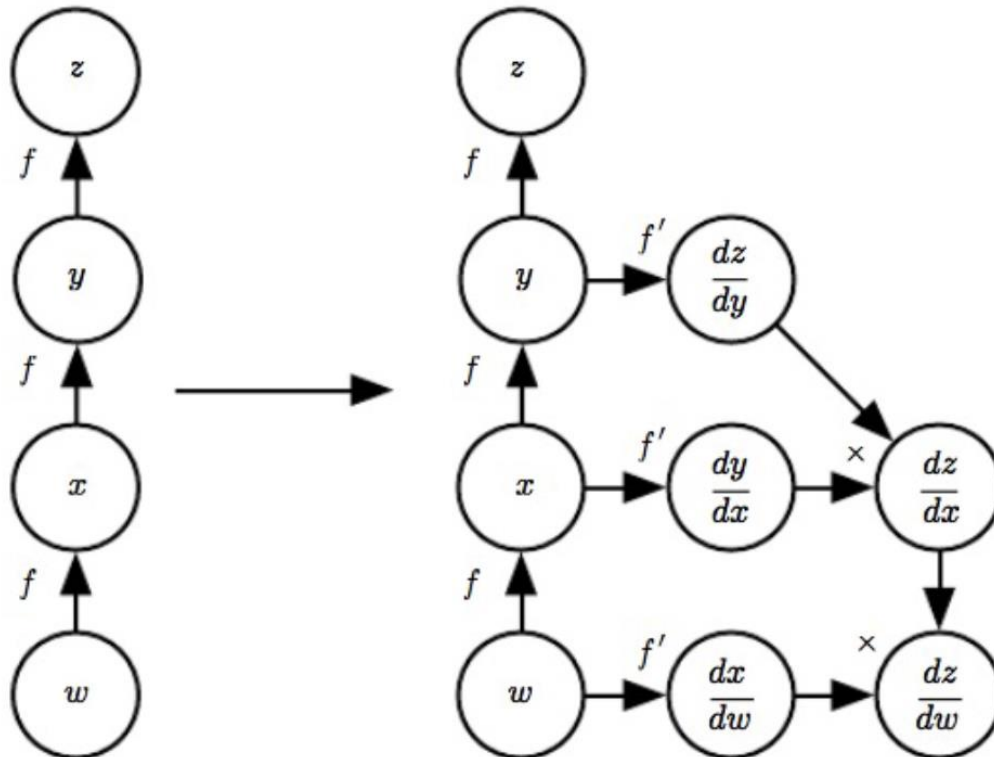 z z
f f
y y f′ dz/dy
f f
x x f′ dy/dx × dz/dx
f f
w w f′ dx/dw × dz/dw